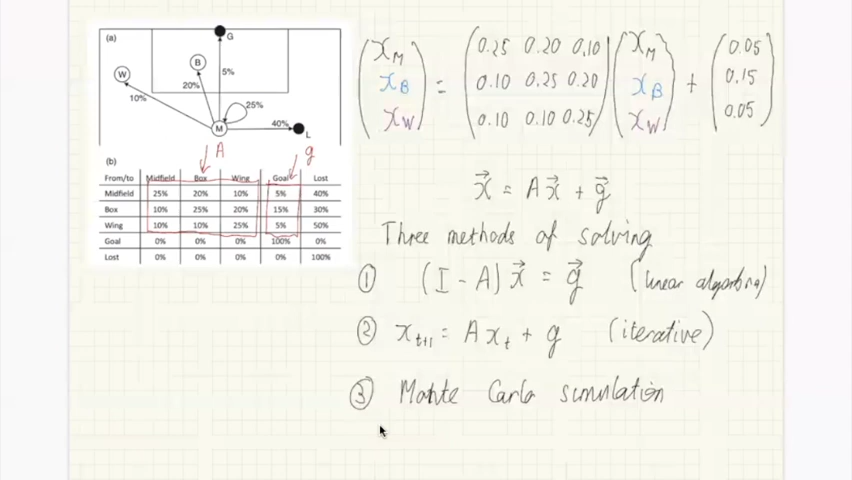 (a)
G
B
W
5%
20%
10%
25%
M
40%
L
A
g
(b)
From/to Midfield Box Wing Goal Lost
Midfield 25% 20% 10% 5% 40%
Box 10% 25% 20% 15% 30%
Wing 10% 10% 25% 5% 50%
Goal 0% 0% 0% 100% 0%
Lost 0% 0% 0% 0% 100%
x_M 0.25 0.20 0.10 x_M 0.05
x_B = 0.10 0.25 0.20 x_B + 0.15
x_W 0.10 0.10 0.25 x_W 0.05
x⃗ = Ax⃗ + g⃗
Three methods of solving
① (I - A) x⃗ = g⃗ (linear)
② x_{t+1} = A x_t + g (iterative)
③ Monte Carlo simulation